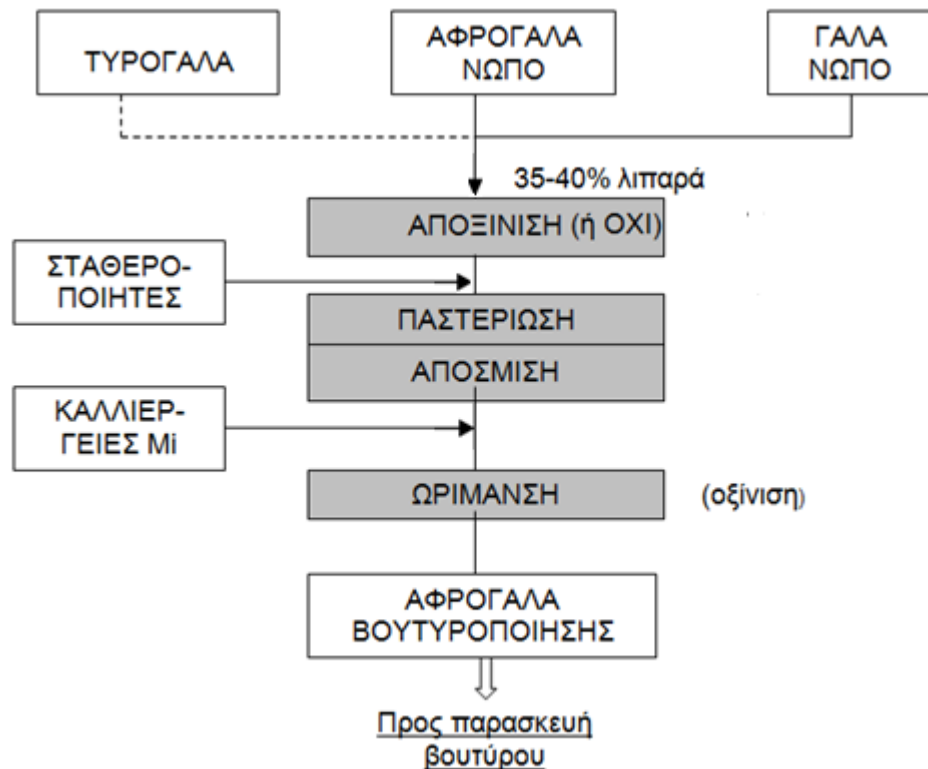 ΤΥΡΟΓΑΛΑ
ΑΦΡΟΓΑΛΑ
ΝΩΠΟ
ΓΑΛΑ
ΝΩΠΟ
35-40% λιπαρά
ΑΠΟΞΙΝΙΣΗ (ή ΟΧΙ)
ΣΤΑΘΕΡΟ-
ΠΟΙΗΤΕΣ
ΠΑΣΤΕΡΙΩΣΗ
ΑΠΟΣΜΙΣΗ
ΚΑΛΛΙΕΡ-
ΓΕΙΕΣ Mi
ΩΡΙΜΑΝΣΗ
(οξίνιση)
ΑΦΡΟΓΑΛΑ
ΒΟΥΤΥΡΟΠΟΙΗΣΗΣ
Προς παρασκευή
βουτύρου